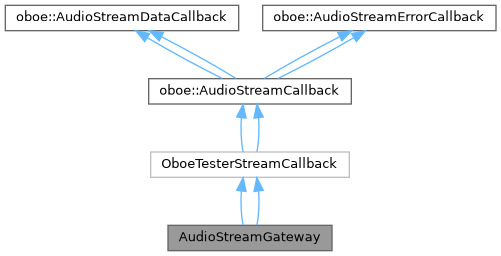 oboe::AudioStreamDataCallback
oboe::AudioStreamErrorCallback
oboe::AudioStreamCallback
OboeTesterStreamCallback
AudioStreamGateway